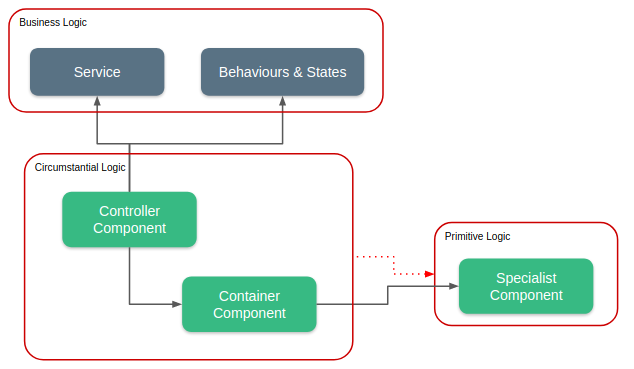 Business Logic
Service
Behaviours & States
Circumstantial Logic
Controller
Component
Container
Component
Primitive Logic
Specialist
Component